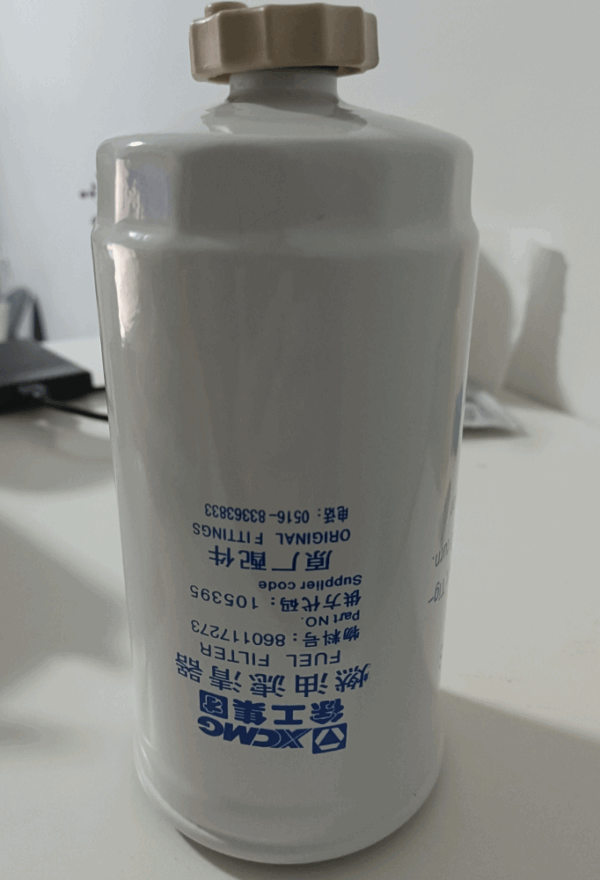 XCMG
徐工集团
燃油滤清器
FUEL FILTER
物料号:860117273
Part NO.
供方代码:105395
Supplier code
原厂配件
ORIGINAL FITTINGS
电话:0516-83363833